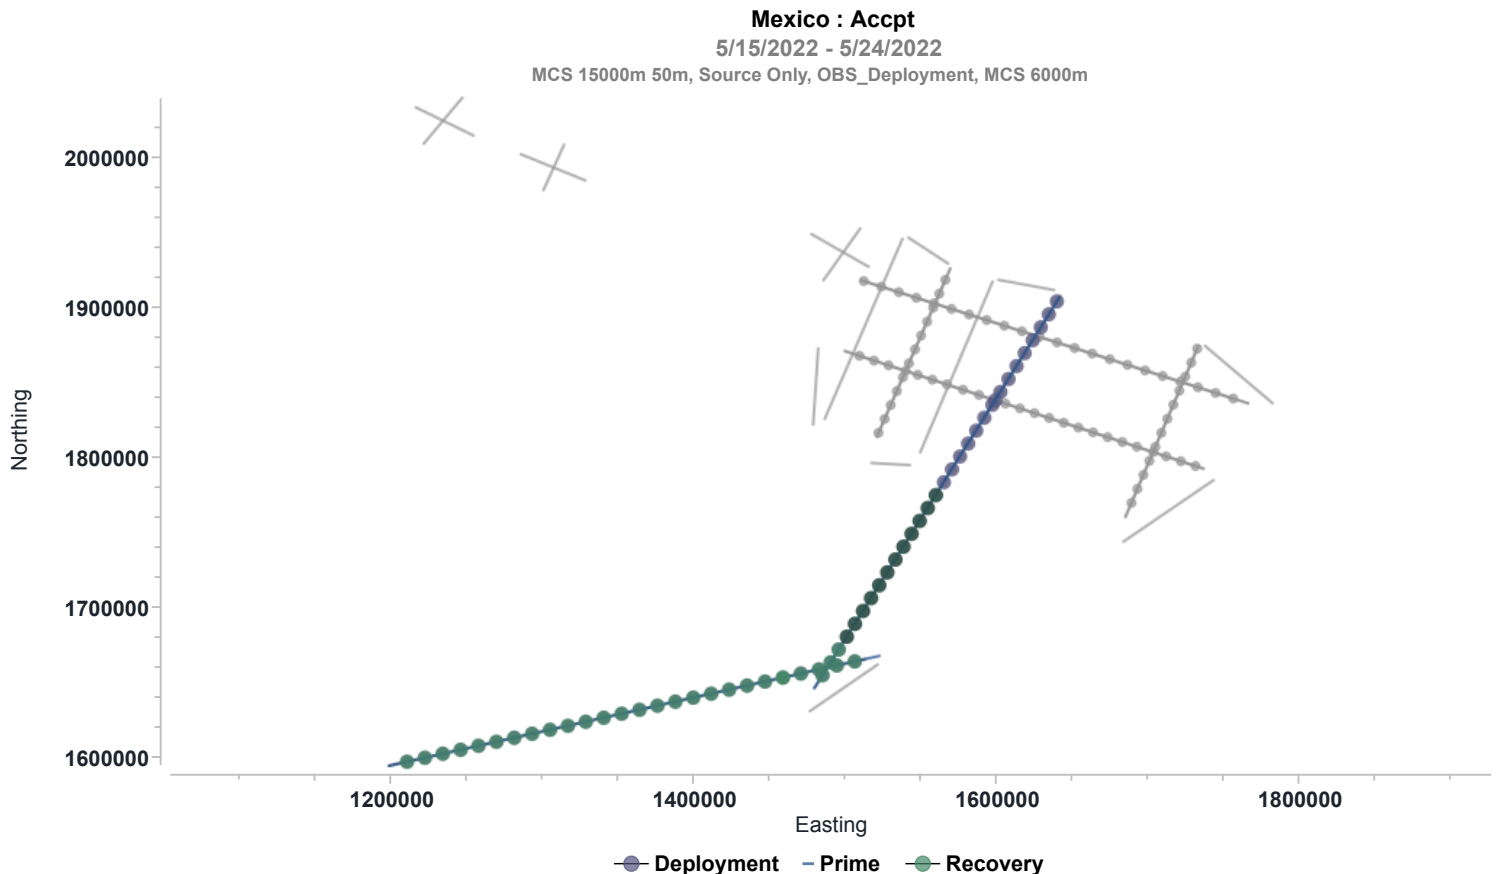 Mexico : Accpt
5/15/2022 - 5/24/2022
MCS 15000m 50m, Source Only, OBS_Deployment, MCS 6000m
2000000
1900000
1800000
1700000
1600000
Northing
1200000 1400000 1600000 1800000
Easting
Deployment Prime Recovery